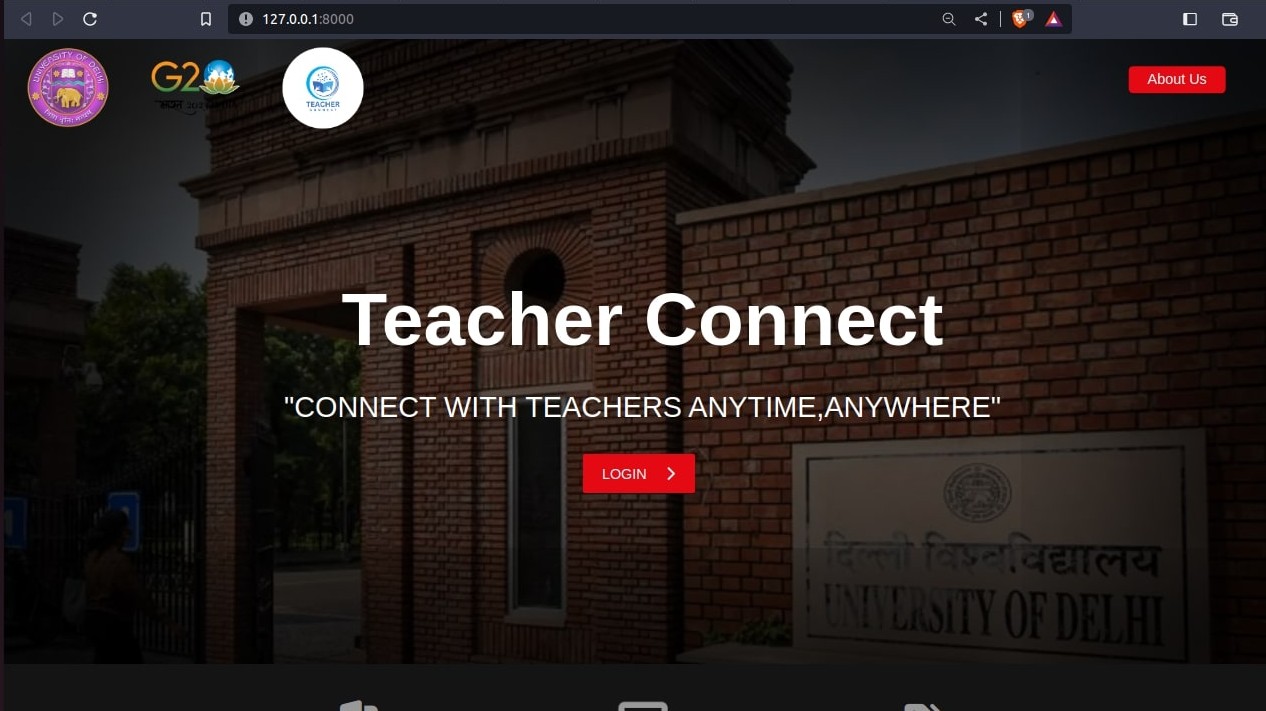 127.0.0.1:8000
1
UNIVERSITY OF DELHI
G20
भारत 2023 INDIA
TEACHER
CONNECT
About Us
Teacher Connect
"CONNECT WITH TEACHERS ANYTIME,ANYWHERE"
LOGIN
दिल्ली विश्वविद्यालय
UNIVERSITY OF DELHI